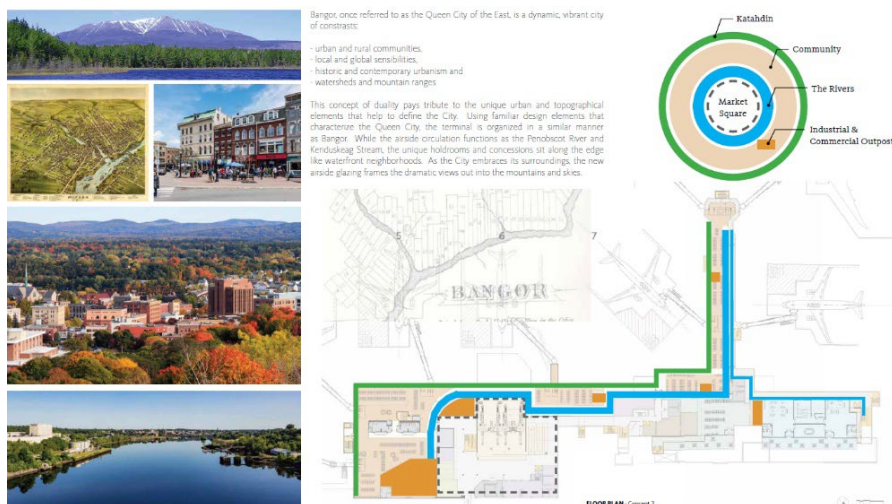 Bangor, once referred to as the Queen City of the East, is a dynamic, vibrant city
of constrasts:
- urban and rural communities,
- local and global sensibilities,
- historic and contemporary urbanism and
- watersheds and mountain ranges
This concept of duality pays tribute to the unique urban and topographical
elements that help to define the City. Using familiar design elements that
characterize the Queen City, the terminal is organized in a similar manner
as Bangor. While the airside circulation functions as the Penobscot River and
Kenduskeag Stream, the unique holdrooms and concessions sit along the edge
like waterfront neighborhoods. As the City embraces its surroundings, the new
airside glazing frames the dramatic views out into the mountains and skies.
Katahdin
Community
The Rivers
Market
Square
Industrial &
Commercial Outpost
5 6 7
BANGOR
FLOOR PLAN